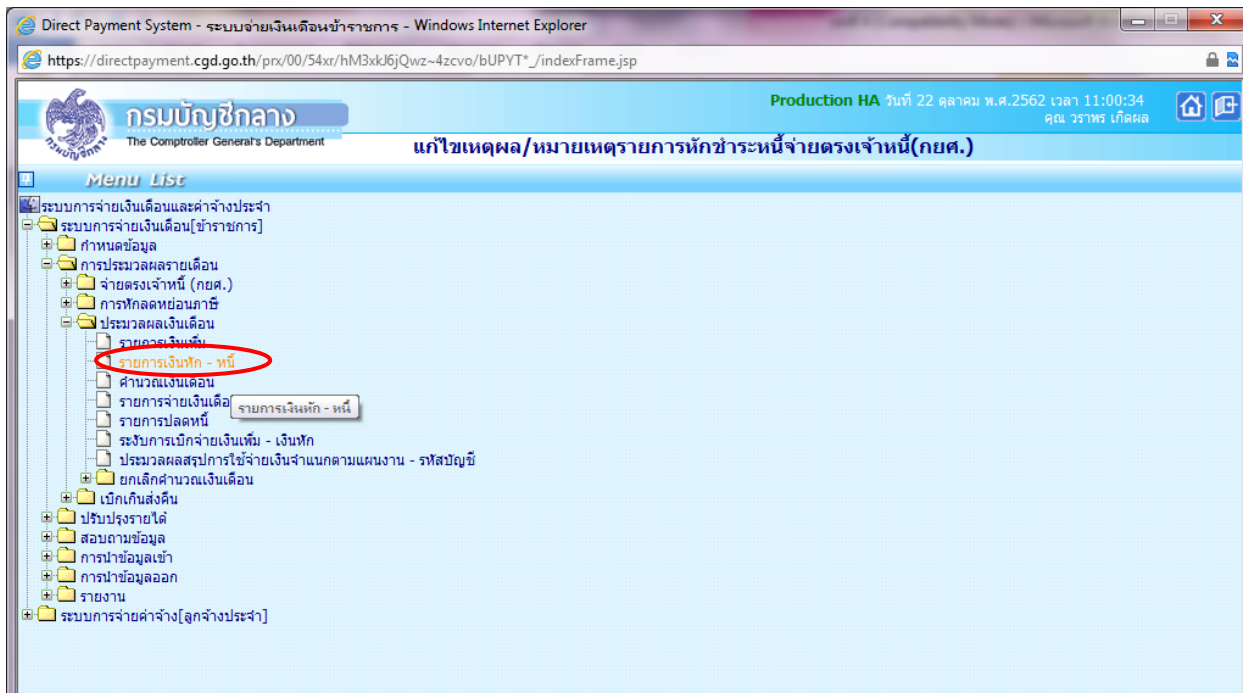 Direct Payment System - ระบบจ่ายเงินเดือนข้าราชการ - Windows Internet Explorer
https://directpayment.cgd.go.th/prx/00/54xr/hM3xkJ6jQwz~4zcvo/bUPYT*_/indexFrame.jsp
Production HA วันที่ 22 ตุลาคม พ.ศ.2562 เวลา 11:00:34
คุณ วราพร เกิดผล
กรมบัญชีกลาง
The Comptroller General's Department
แก้ไขเหตุผล/หมายเหตุรายการหักชำระหนี้จ่ายตรงเจ้าหนี้(กยศ.)
Menu List
ระบบการจ่ายเงินเดือนและค่าจ้างประจำ
ระบบการจ่ายเงินเดือน[ข้าราชการ]
กำหนดข้อมูล
การประมวลผลรายเดือน
จ่ายตรงเจ้าหนี้ (กยศ.)
การหักลดหย่อนภาษี
ประมวลผลเงินเดือน
รายการเงินเพิ่ม
รายการเงินหัก - หนี้
คำนวณเงินเดือน
รายการจ่ายเงินเดือ
รายการเงินหัก - หนี้
รายการปลดหนี้
ระงับการเบิกจ่ายเงินเพิ่ม - เงินหัก
ประมวลผลสรุปการใช้จ่ายเงินจำแนกตามแผนงาน - รหัสบัญชี
ยกเลิกคำนวณเงินเดือน
เบิกเกินส่งคืน
ปรับปรุงรายได้
สอบถามข้อมูล
การนำข้อมูลเข้า
การนำข้อมูลออก
รายงาน
ระบบการจ่ายค่าจ้าง[ลูกจ้างประจำ]